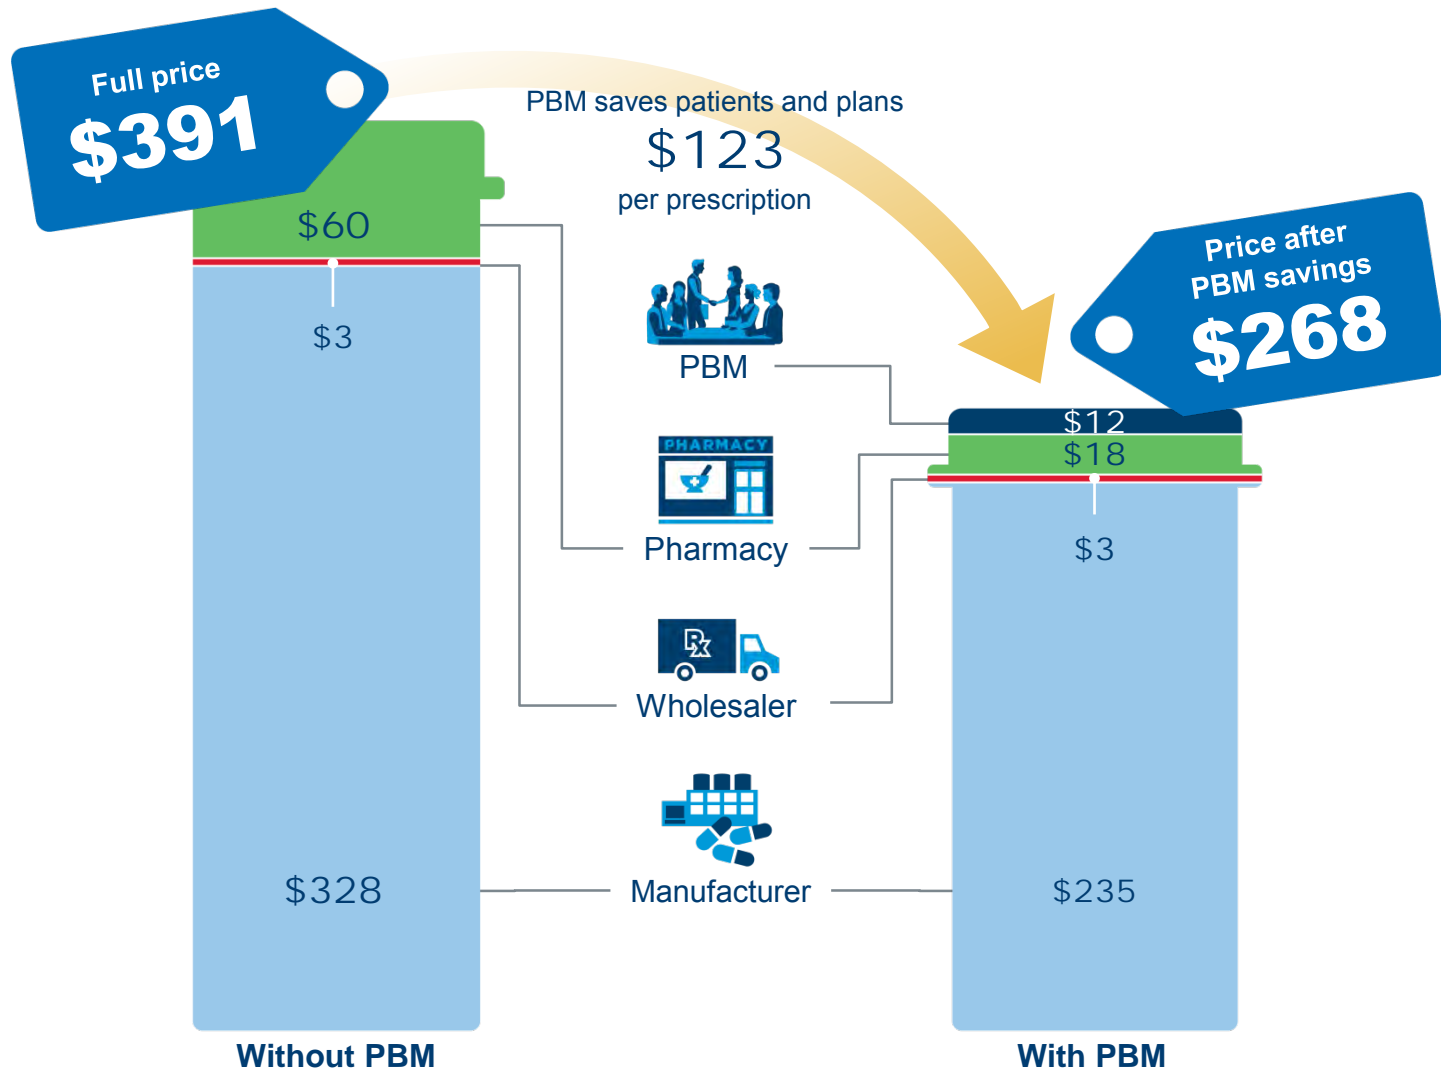 Full price
$391
PBM saves patients and plans
$123
per prescription
Price after
PBM savings
$268
$60
$3
PBM
$12
$18
PHARMACY
Pharmacy
$3
Rx
Wholesaler
$328
Manufacturer
$235
Without PBM
With PBM